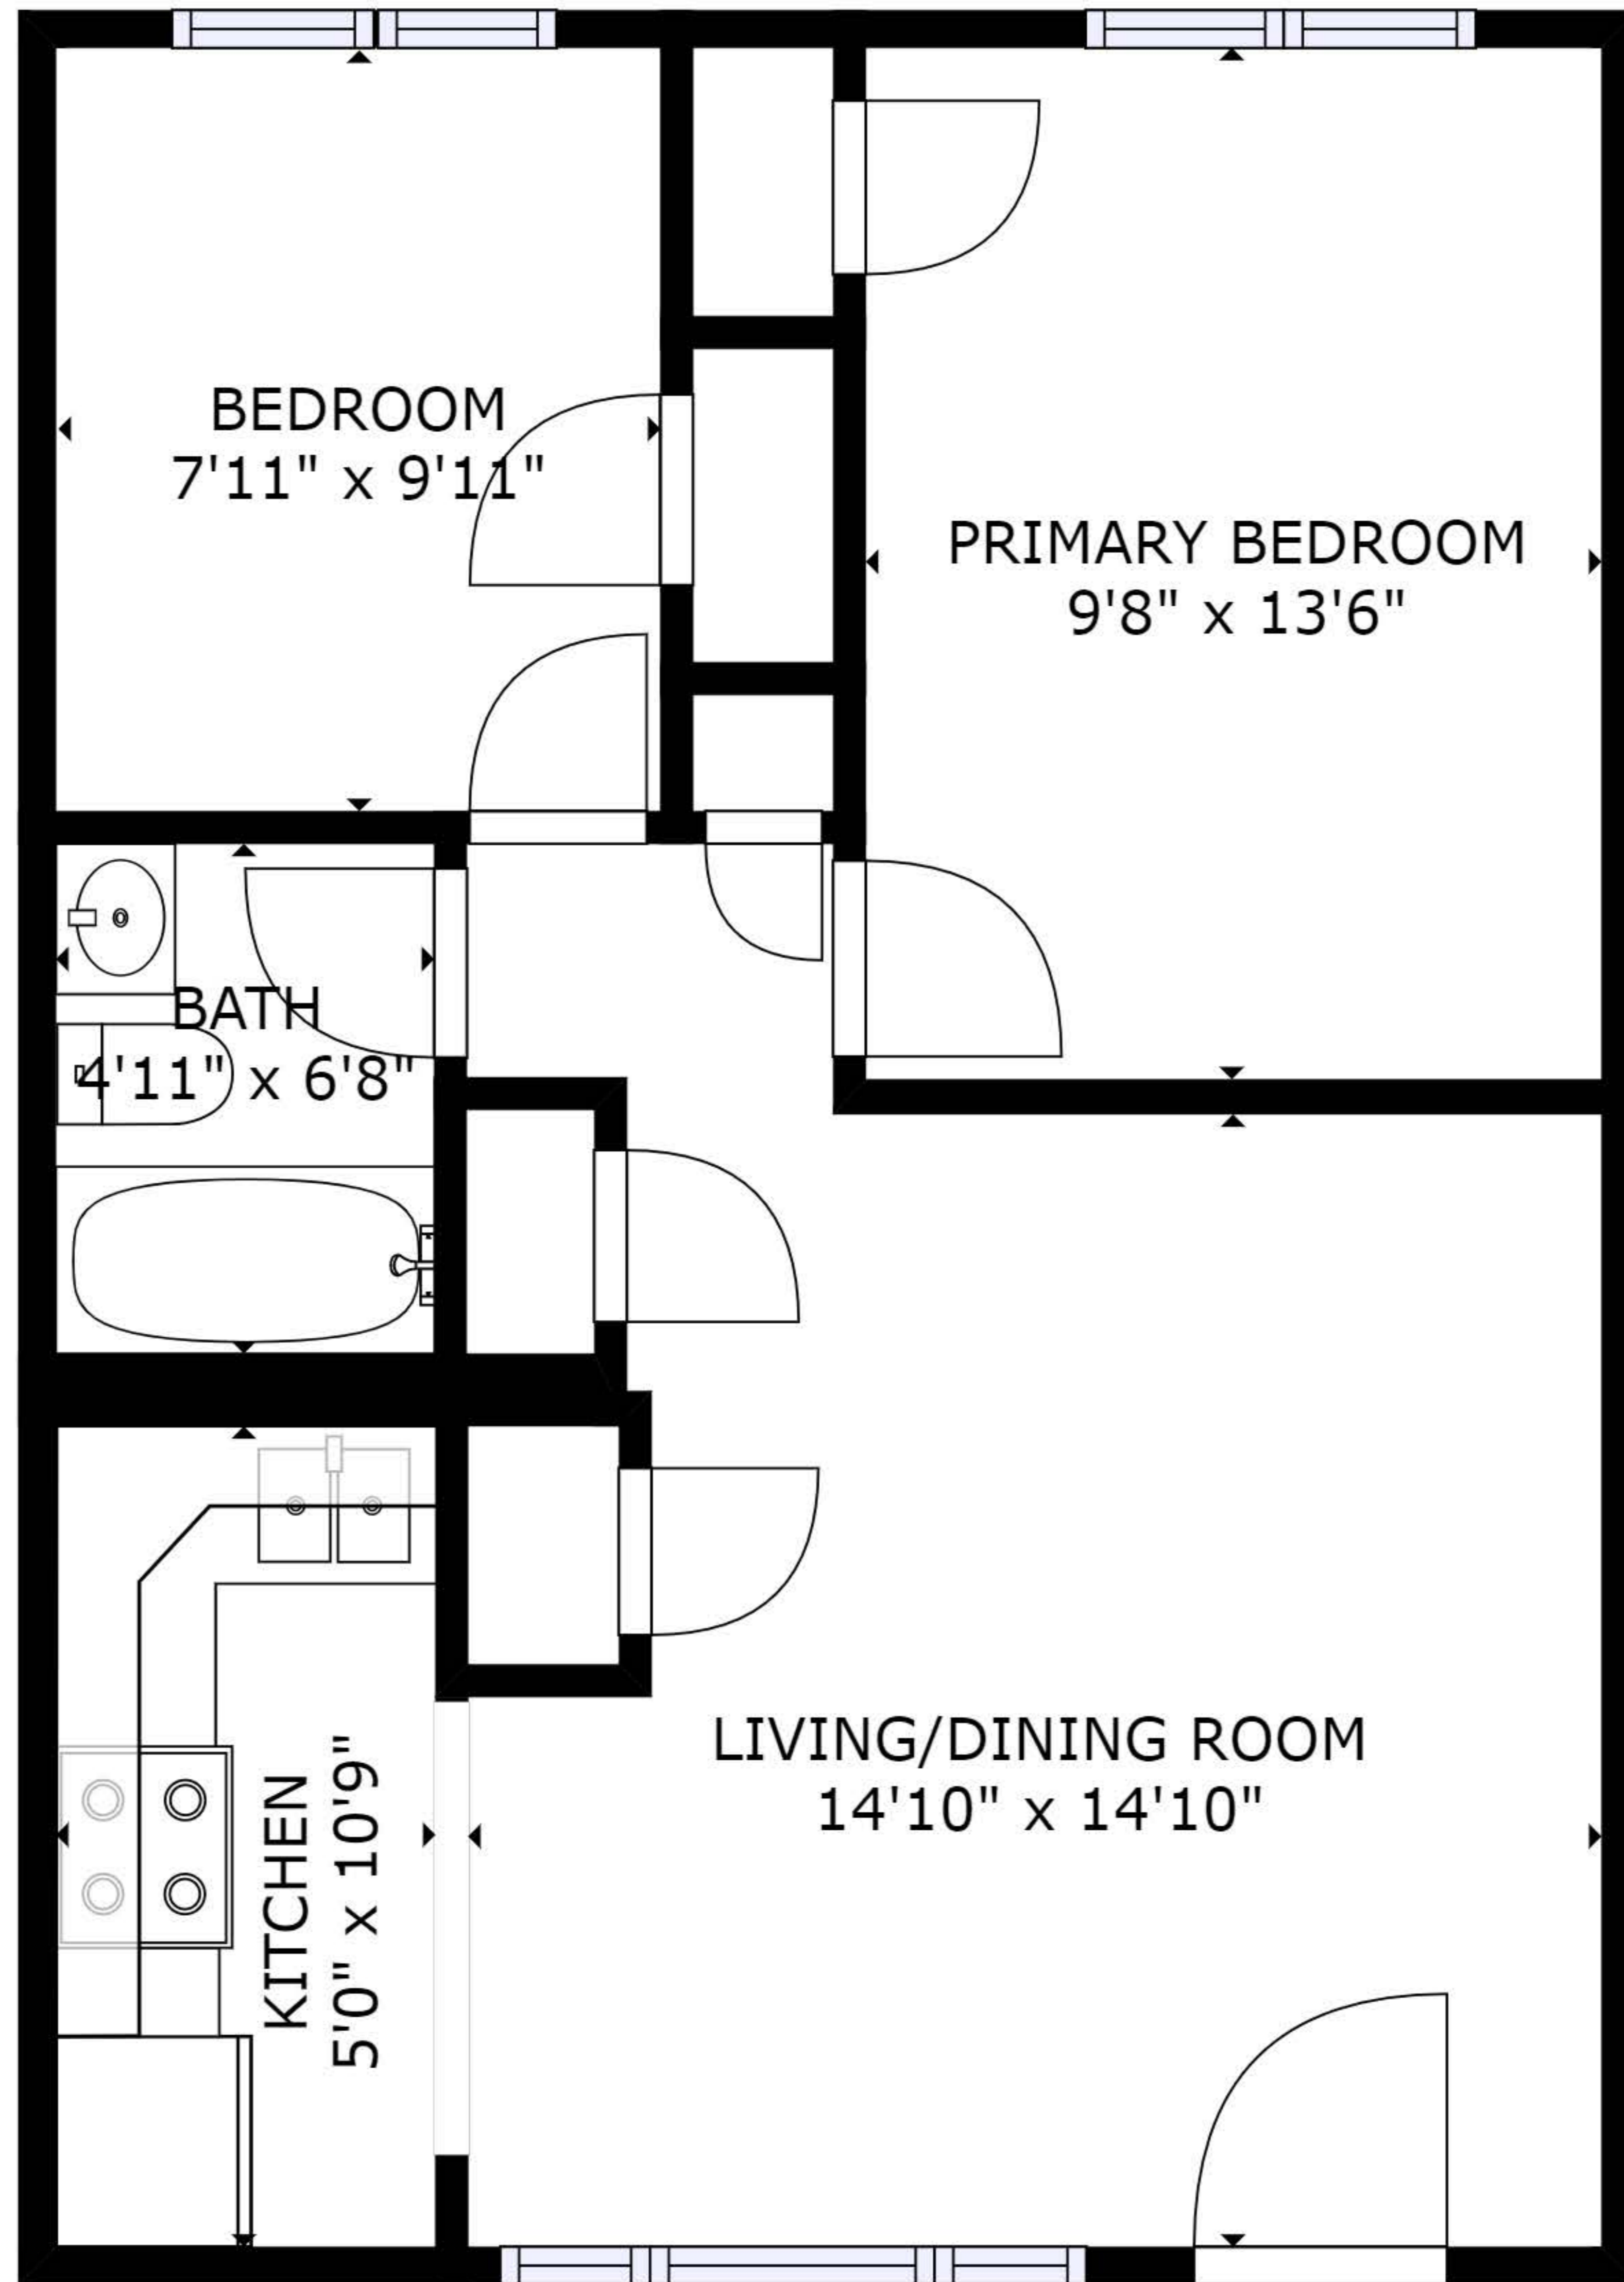 BEDROOM
7'11" x 9'11"
PRIMARY BEDROOM
9'8" x 13'6"
BATH
4'11" x 6'8"
LIVING/DINING ROOM
14'10" x 14'10"
KITCHEN
5'0" x 10'9"